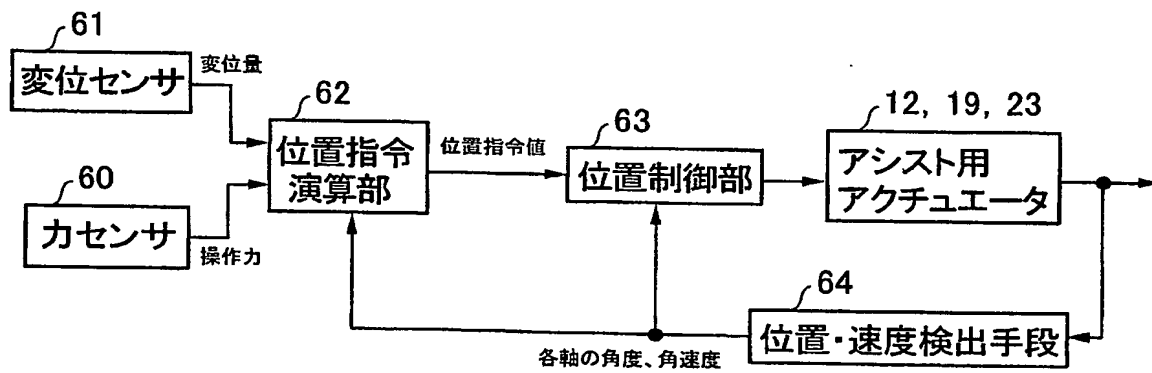 61
変位センサ
変位量
60
力センサ
操作力
62
位置指令
演算部
位置指令値
63
位置制御部
12, 19, 23
アシスト用
アクチュエータ
64
位置・速度検出手段
各軸の角度、角速度